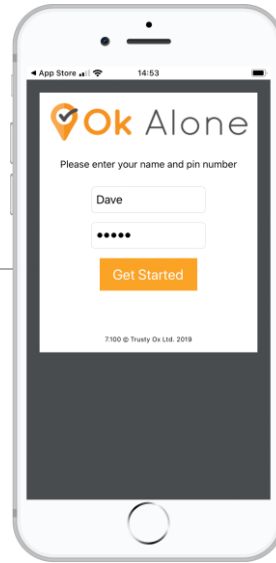 App Store 14:53
Ok Alone
Please enter your name and pin number
Dave
•••••
Get Started
7.100 @ Trusty Ox Ltd. 2019